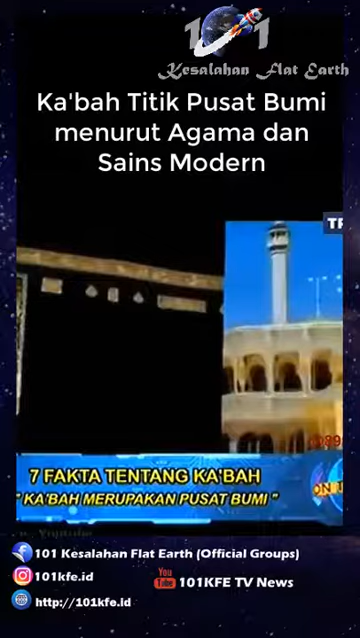 101
Kesalahan Flat Earth
Ka'bah Titik Pusat Bumi
menurut Agama dan
Sains Modern
7 FAKTA TENTANG KA'BAH
" KA'BAH MERUPAKAN PUSAT BUMI "
101 Kesalahan Flat Earth (Official Groups)
101kfe.id
You Tube 101KFE TV News
http://101kfe.id